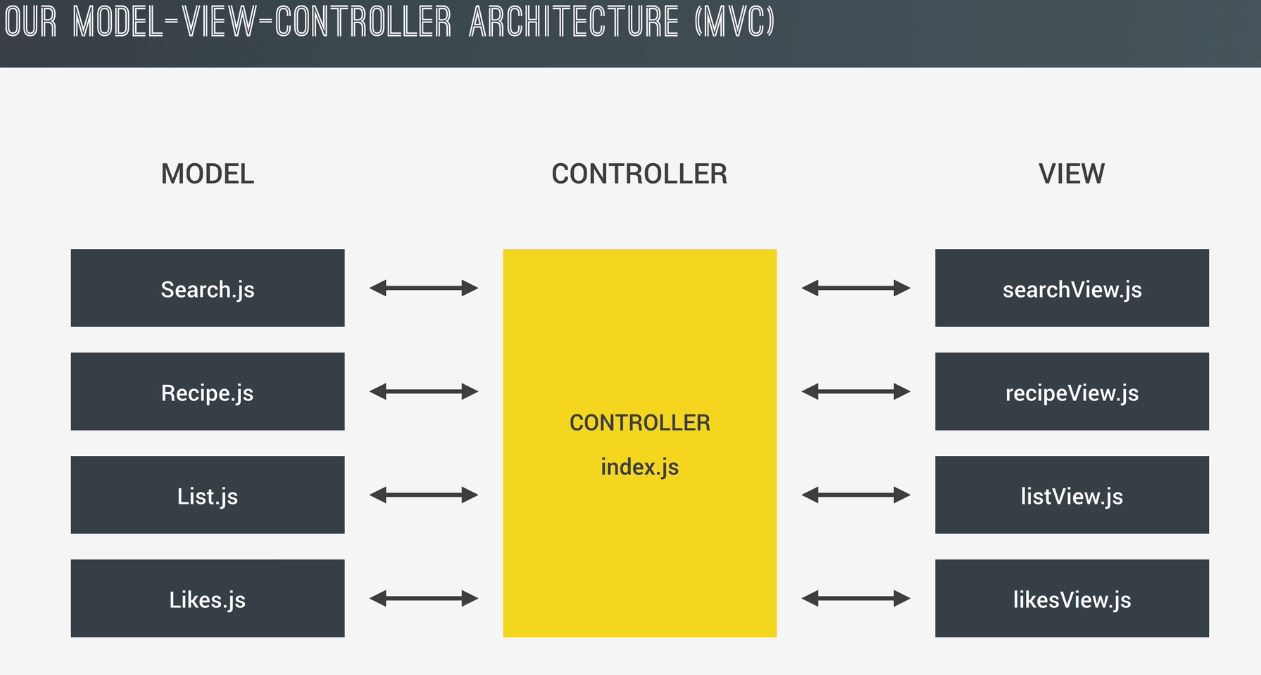 OUR MODEL-VIEW-CONTROLLER ARCHITECTURE (MVC)
MODEL
CONTROLLER
VIEW
Search.js
searchView.js
Recipe.js
recipeView.js
CONTROLLER
index.js
List.js
listView.js
Likes.js
likesView.js